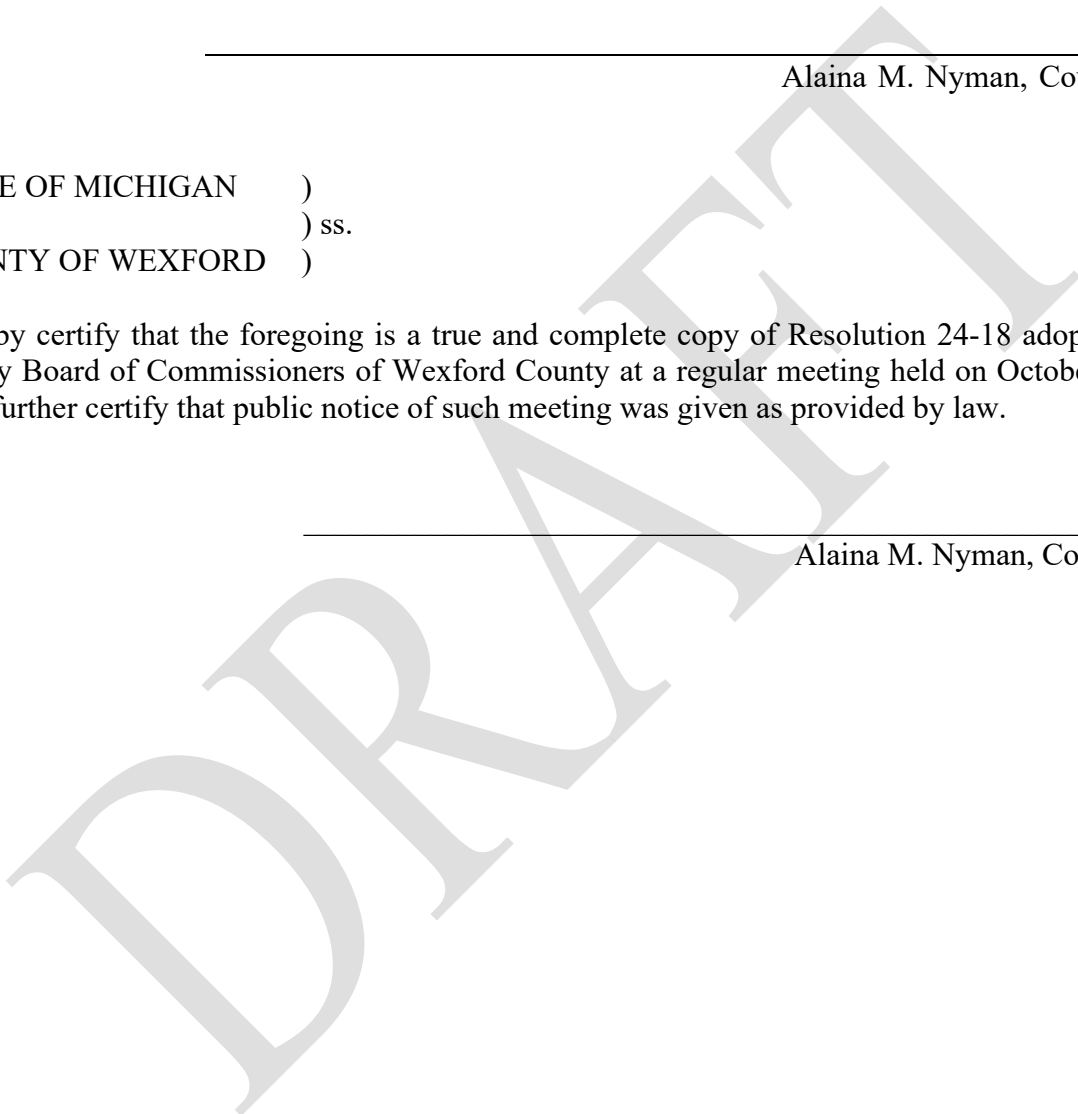 Alaina M. Nyman, Cou
E OF MICHIGAN )
) ss.
NTY OF WEXFORD )
by certify that the foregoing is a true and complete copy of Resolution 24-18 adop
y Board of Commissioners of Wexford County at a regular meeting held on Octobe
further certify that public notice of such meeting was given as provided by law.
Alaina M. Nyman, Co
DRAFT